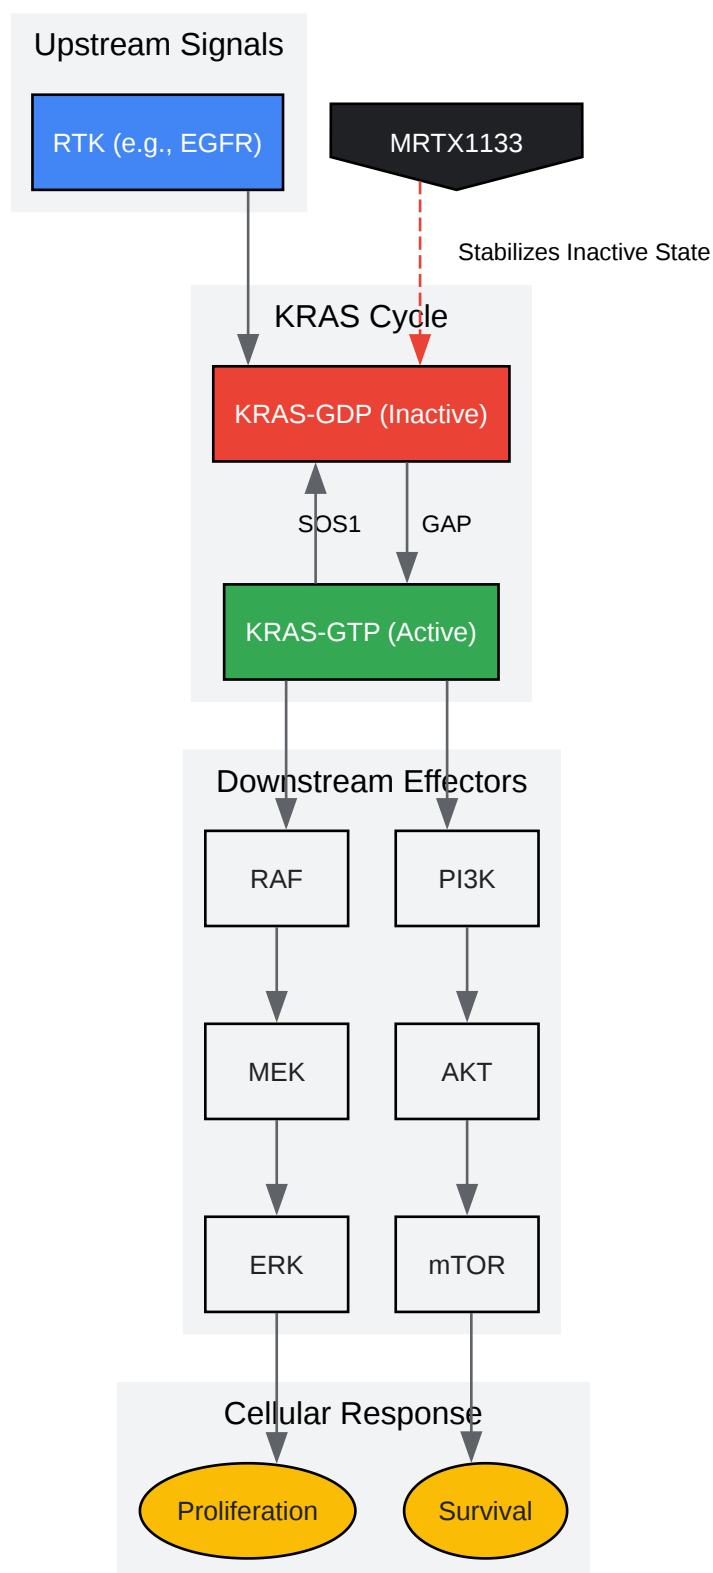 Upstream Signals
RTK (e.g., EGFR)
MRTX1133
Stabilizes Inactive State
KRAS Cycle
KRAS-GDP (Inactive)
SOS1
GAP
KRAS-GTP (Active)
Downstream Effectors
RAF
PI3K
MEK
AKT
ERK
mTOR
Cellular Response
Proliferation
Survival